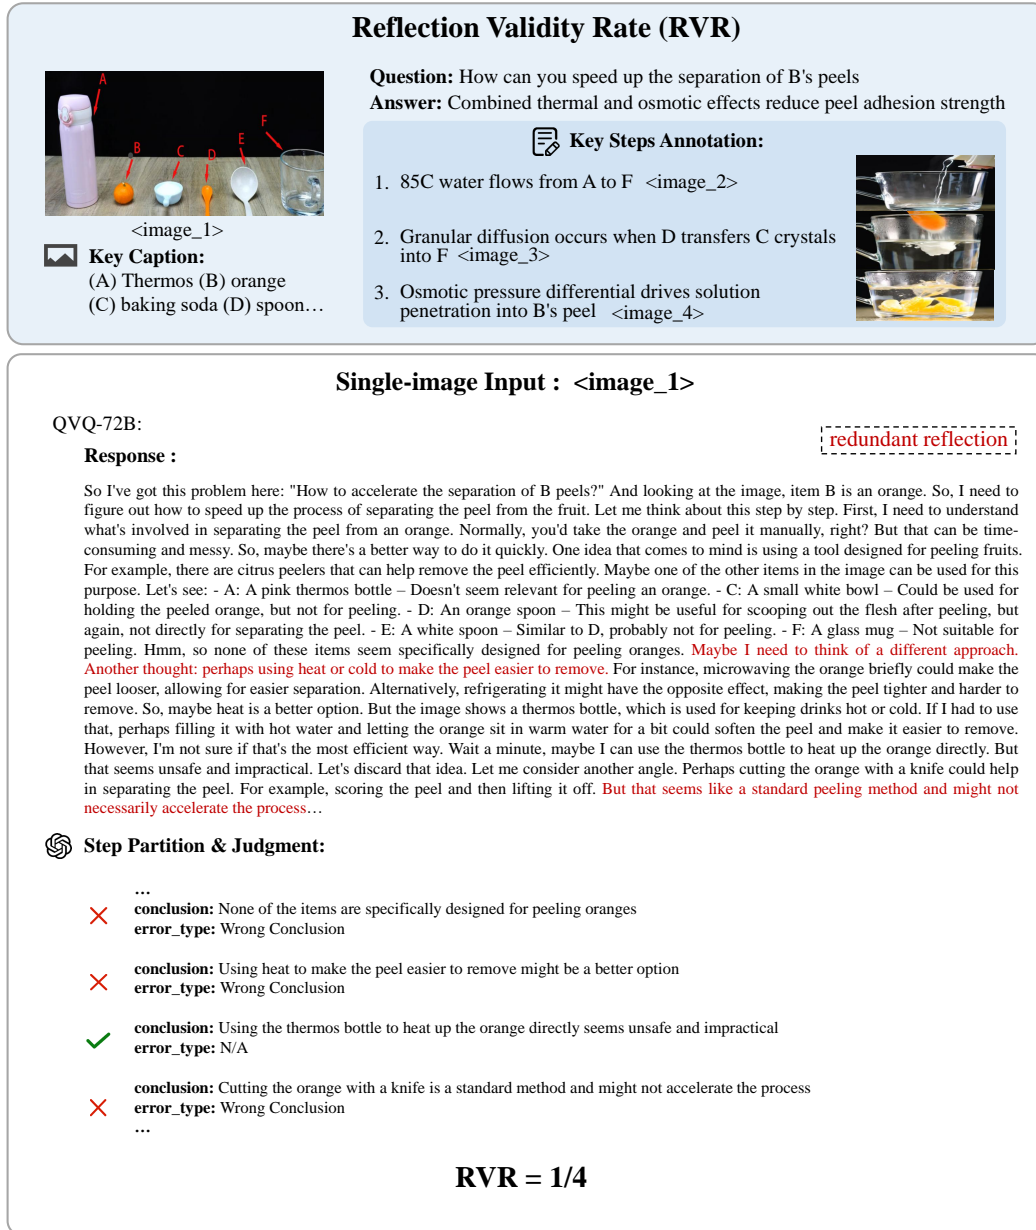 Reflection Validity Rate (RVR)
A
B
C
D
E
F
<image_1>
Key Caption:
(A) Thermos (B) orange
(C) baking soda (D) spoon…
Question: How can you speed up the separation of B's peels
Answer: Combined thermal and osmotic effects reduce peel adhesion strength
Key Steps Annotation:
1. 85C water flows from A to F <image_2>
2. Granular diffusion occurs when D transfers C crystals
into F <image_3>
3. Osmotic pressure differential drives solution
penetration into B's peel <image_4>
Single-image Input : <image_1>
QVQ-72B:
redundant reflection
Response :
So I've got this problem here: "How to accelerate the separation of B peels?" And looking at the image, item B is an orange. So, I need to
figure out how to speed up the process of separating the peel from the fruit. Let me think about this step by step. First, I need to understand
what's involved in separating the peel from an orange. Normally, you'd take the orange and peel it manually, right? But that can be time-
consuming and messy. So, maybe there's a better way to do it quickly. One idea that comes to mind is using a tool designed for peeling fruits.
For example, there are citrus peelers that can help remove the peel efficiently. Maybe one of the other items in the image can be used for this
purpose. Let's see: - A: A pink thermos bottle – Doesn't seem relevant for peeling an orange. - C: A small white bowl – Could be used for
holding the peeled orange, but not for peeling. - D: An orange spoon – This might be useful for scooping out the flesh after peeling, but
again, not directly for separating the peel. - E: A white spoon – Similar to D, probably not for peeling. - F: A glass mug – Not suitable for
peeling. Hmm, so none of these items seem specifically designed for peeling oranges. Maybe I need to think of a different approach.
Another thought: perhaps using heat or cold to make the peel easier to remove. For instance, microwaving the orange briefly could make the
peel looser, allowing for easier separation. Alternatively, refrigerating it might have the opposite effect, making the peel tighter and harder to
remove. So, maybe heat is a better option. But the image shows a thermos bottle, which is used for keeping drinks hot or cold. If I had to use
that, perhaps filling it with hot water and letting the orange sit in warm water for a bit could soften the peel and make it easier to remove.
However, I'm not sure if that's the most efficient way. Wait a minute, maybe I can use the thermos bottle to heat up the orange directly. But
that seems unsafe and impractical. Let's discard that idea. Let me consider another angle. Perhaps cutting the orange with a knife could help
in separating the peel. For example, scoring the peel and then lifting it off. But that seems like a standard peeling method and might not
necessarily accelerate the process…
Step Partition & Judgment:
…
conclusion: None of the items are specifically designed for peeling oranges
error_type: Wrong Conclusion
conclusion: Using heat to make the peel easier to remove might be a better option
error_type: Wrong Conclusion
conclusion: Using the thermos bottle to heat up the orange directly seems unsafe and impractical
error_type: N/A
conclusion: Cutting the orange with a knife is a standard method and might not accelerate the process
error_type: Wrong Conclusion
…
RVR = 1/4